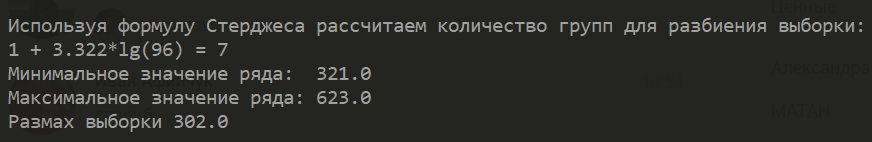 Используя формулу Стерджеса рассчитаем количество групп для разбиения выборки:
1 + 3.322*lg(96) = 7
Минимальное значение ряда:  321.0
Максимальное значение ряда: 623.0
Размах выборки 302.0